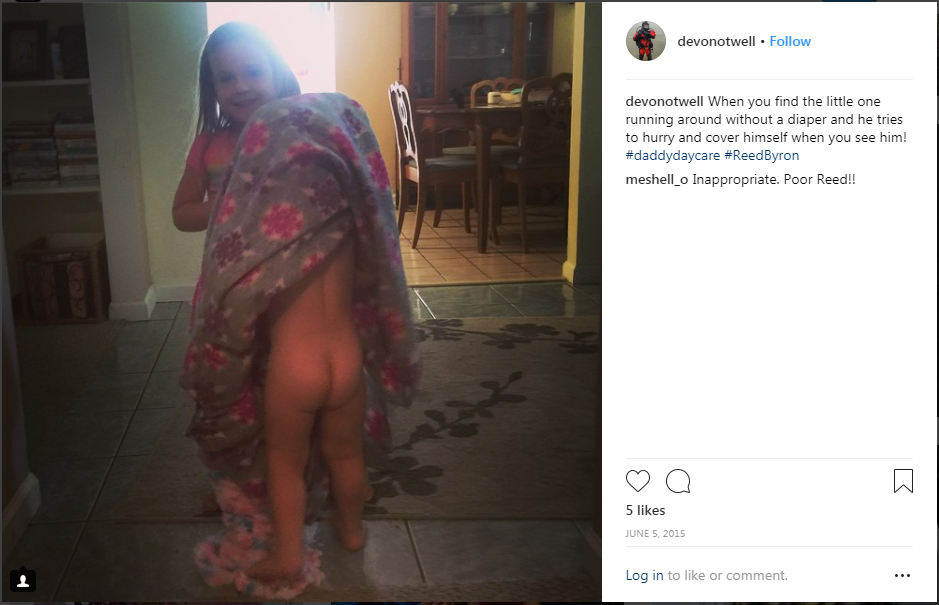 devonotwell • Follow
devonotwell When you find the little one
running around without a diaper and he tries
to hurry and cover himself when you see him!
#daddydaycare #ReedByron
meshell_o Inappropriate. Poor Reed!!
5 likes
JUNE 5, 2015
Log in to like or comment.